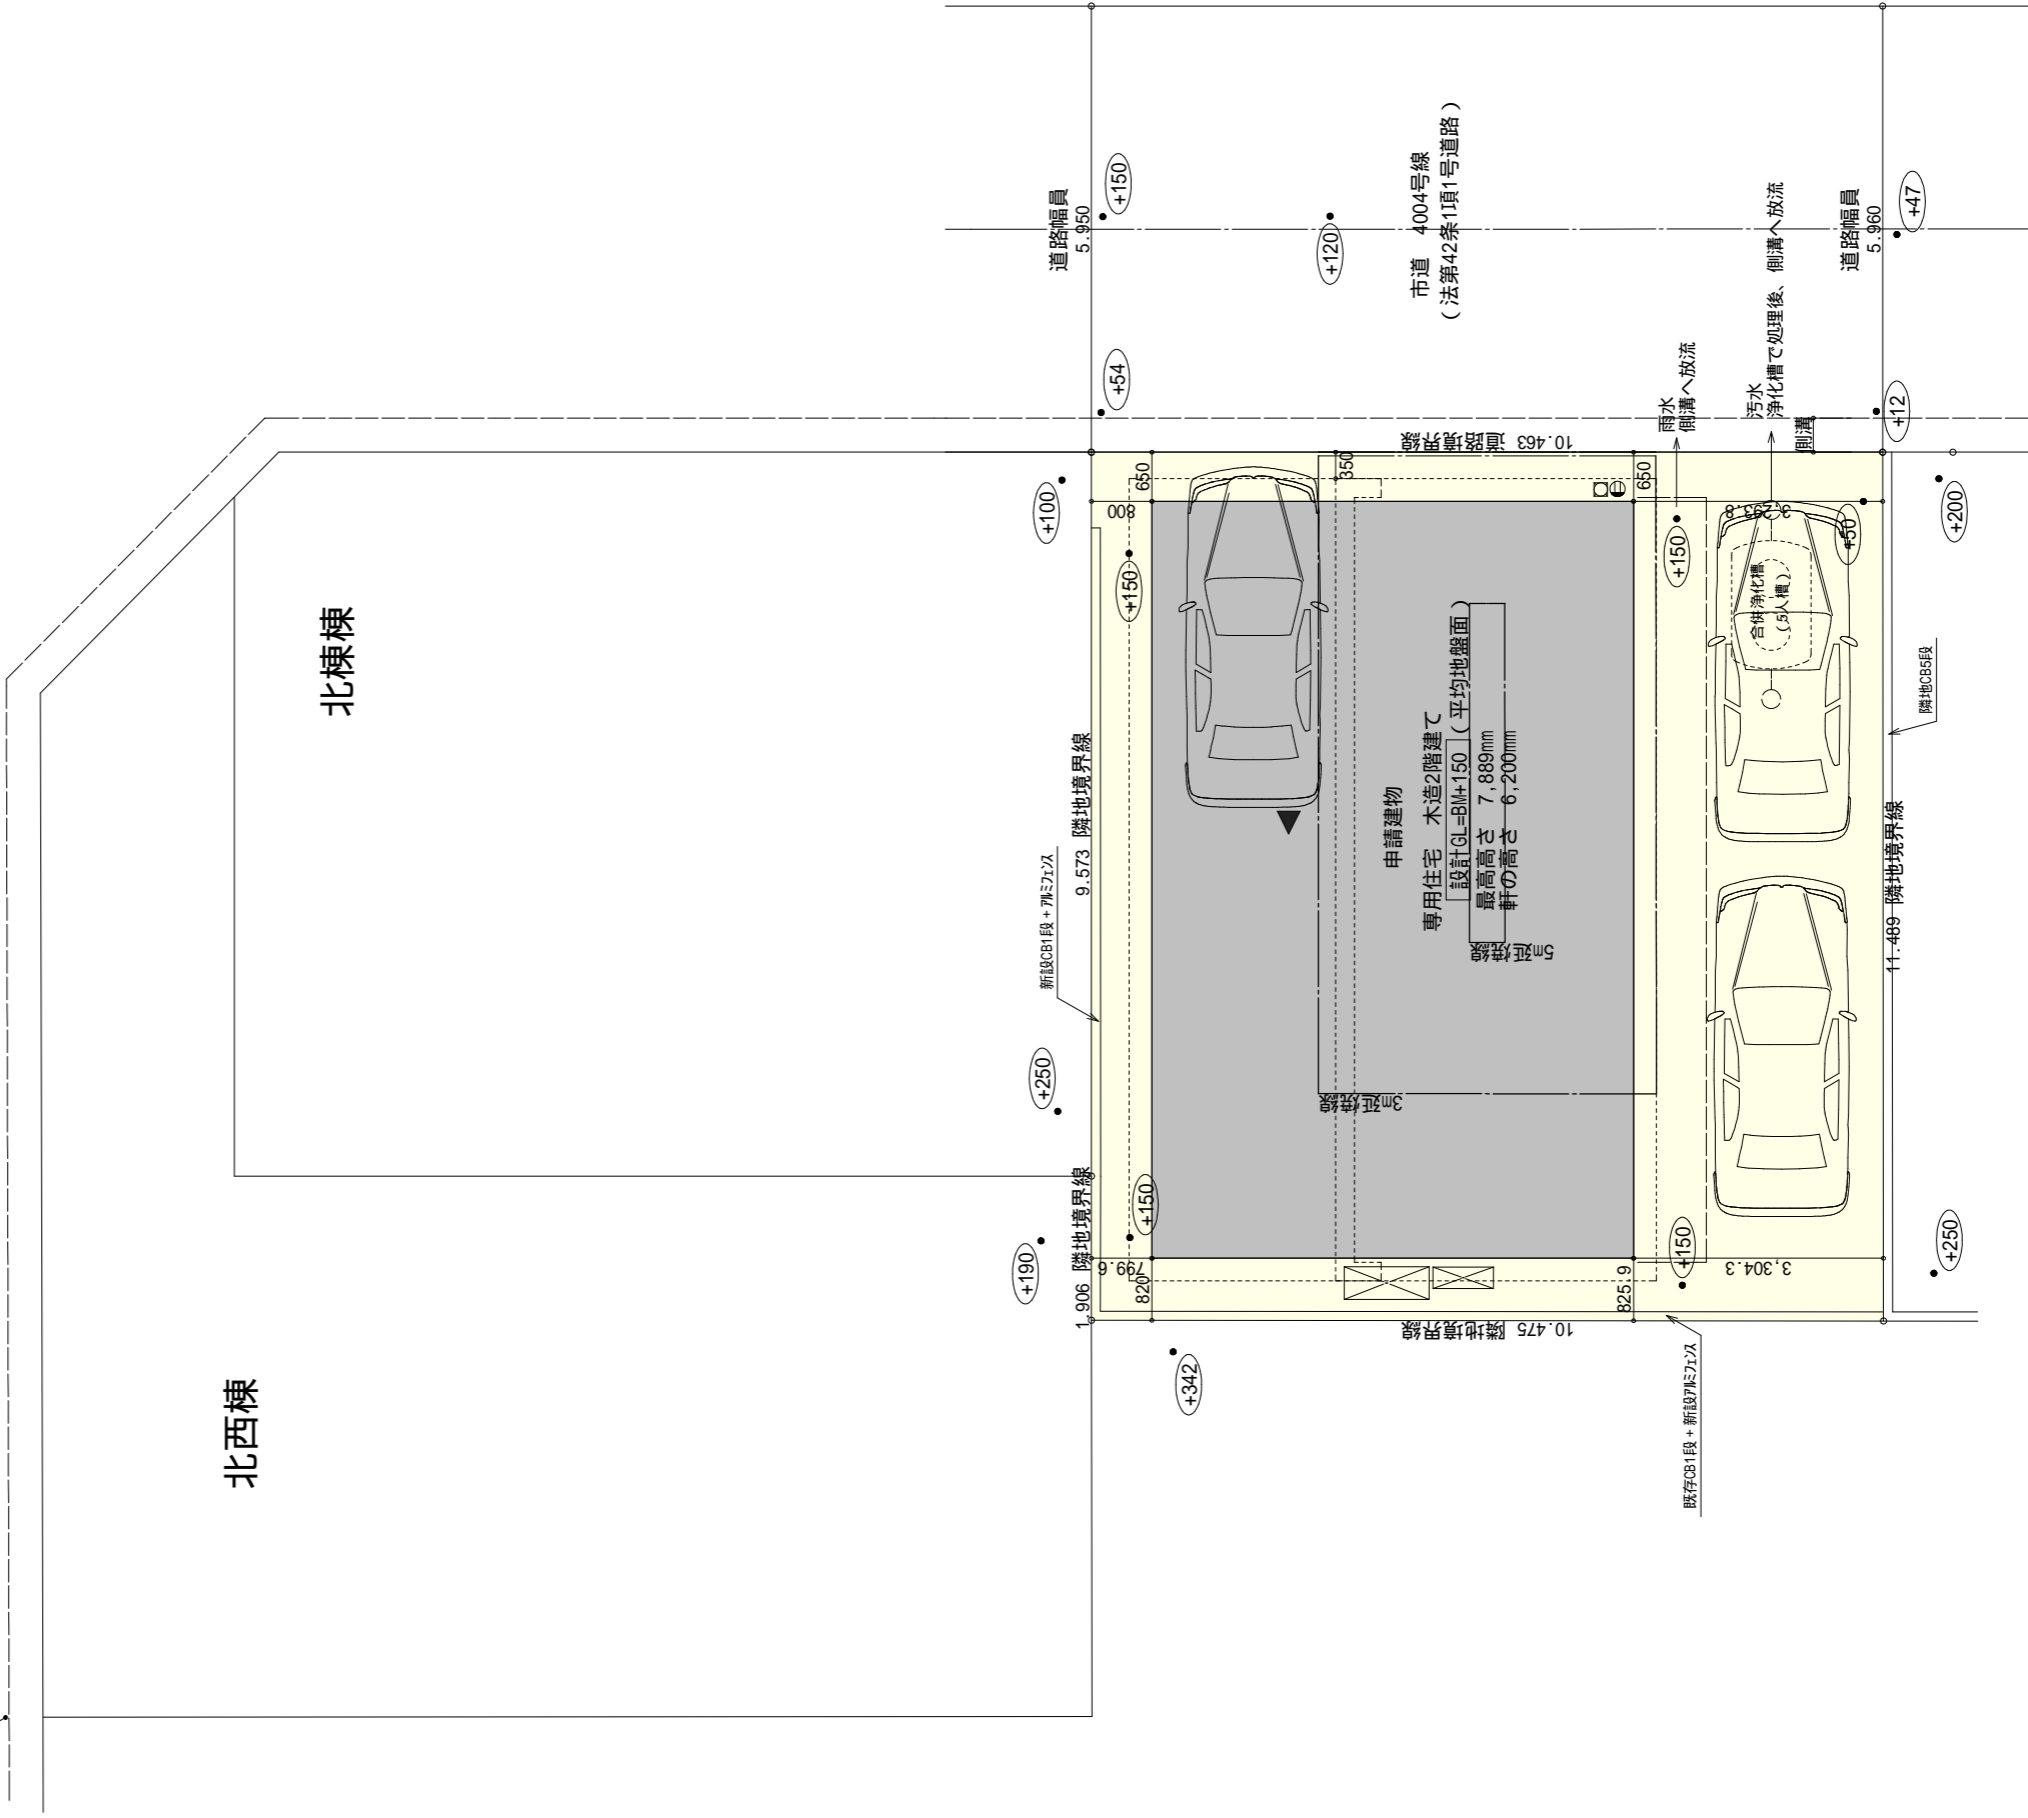 道路幅員
5.950
+150
+120
市道　4004号線
（法第42条1項1号道路）
道路幅員
5.960
+47
+54
+12
雨水
側溝へ放流
汚水
浄化槽で処理後、側溝へ放流
側溝
10.463 道路境界線
650
350
650
800
3,293.8
+100
+150
+150
+50
+200
合併浄化槽
（5人槽）
北棟棟
9.573 隣地境界線
新設CB1段＋アルミフェンス
申請建物
専用住宅　木造2階建て
設計GL=BM+150（平均地盤面）
最高高さ　7,889mm
軒の高さ　6,200mm
5m延焼線
3m延焼線
隣地CB5段
11.489 隣地境界線
+250
+190
1.906 隣地境界線
+150
799.6
820
825.9
+150
3,304.3
+250
10.475 隣地境界線
+342
既存CB1段＋新設アルミフェンス
北西棟